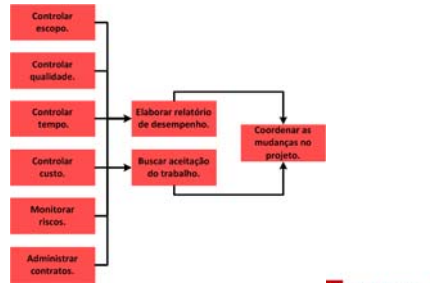 Controlar
escopo.
Controlar
qualidade.
Controlar
tempo.
Controlar
custo.
Monitorar
riscos.
Administrar
contratos.
Elaborar relatório
de desempenho.
Buscar aceitação
do trabalho.
Coordenar as
mudanças no
projeto.